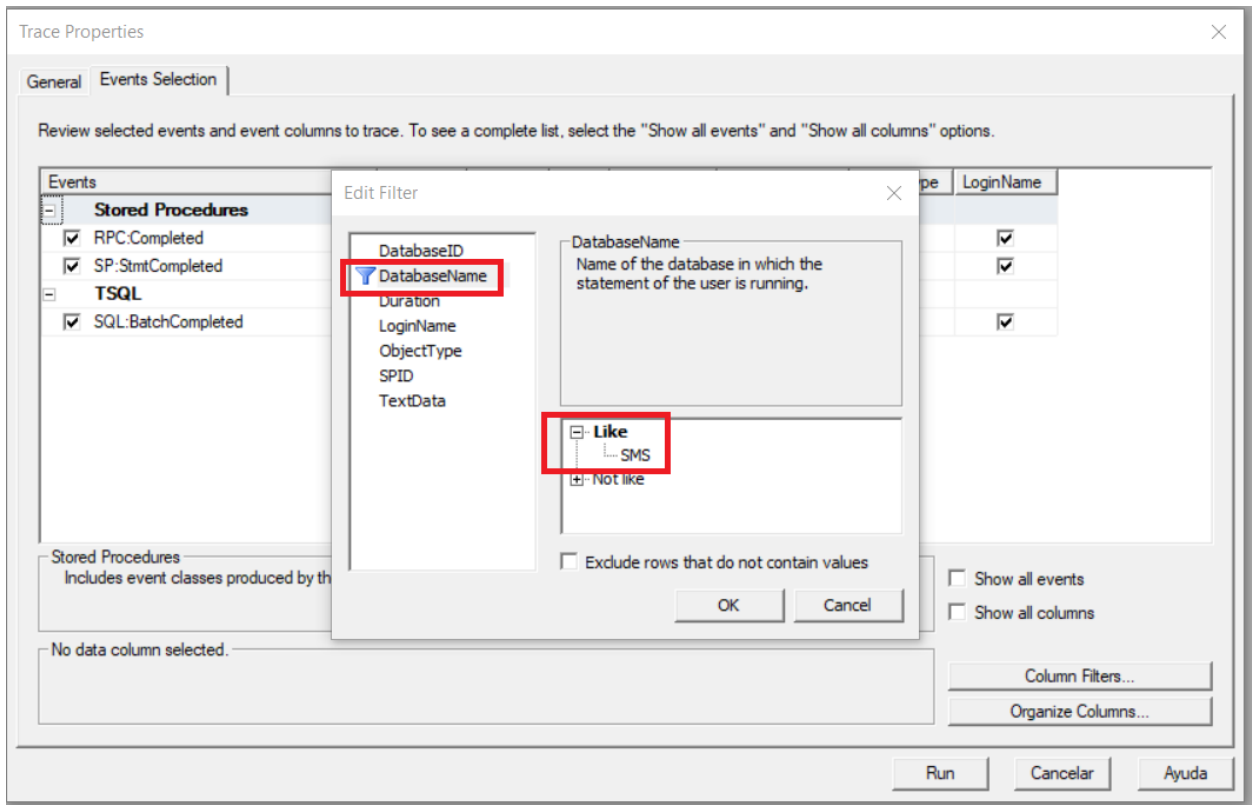 Trace Properties
General
Events Selection
Review selected events and event columns to trace. To see a complete list, select the "Show all events" and "Show all columns" options.
Events
LoginName
Stored Procedures
RPC:Completed
SP:StmtCompleted
TSQL
SQL:BatchCompleted
Edit Filter
DatabaseID
DatabaseName
Duration
LoginName
ObjectType
SPID
TextData
DatabaseName
Name of the database in which the
statement of the user is running.
Like
SMS
Not like
Exclude rows that do not contain values
OK
Cancel
Stored Procedures
Includes event classes produced by th
Show all events
Show all columns
No data column selected.
Column Filters...
Organize Columns...
Run
Cancelar
Ayuda